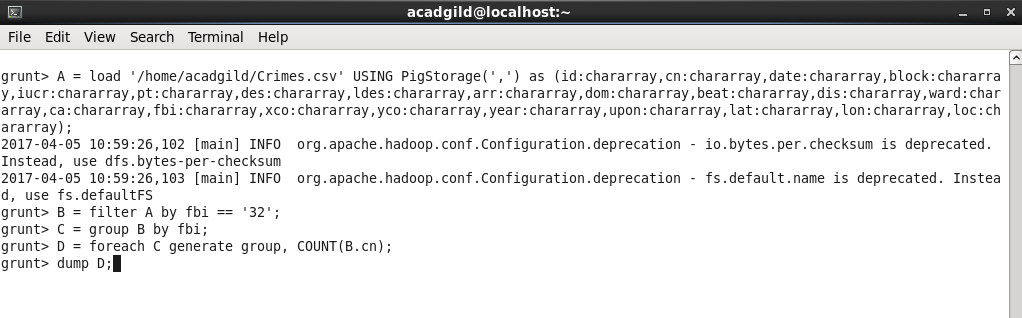 acadgild@localhost:~
File Edit View Search Terminal Help
grunt> A = load '/home/acadgild/Crimes.csv' USING PigStorage(',') as (id:chararray,cn:chararray,date:chararray,block:chararra
y,iucr:chararray,pt:chararray,des:chararray,ldes:chararray,arr:chararray,dom:chararray,beat:chararray,dis:chararray,ward:char
array,ca:chararray,fbi:chararray,xco:chararray,yco:chararray,year:chararray,upon:chararray,lat:chararray,lon:chararray,loc:ch
ararray);
2017-04-05 10:59:26,102 [main] INFO  org.apache.hadoop.conf.Configuration.deprecation - io.bytes.per.checksum is deprecated.
Instead, use dfs.bytes-per-checksum
2017-04-05 10:59:26,103 [main] INFO  org.apache.hadoop.conf.Configuration.deprecation - fs.default.name is deprecated. Instea
d, use fs.defaultFS
grunt> B = filter A by fbi == '32';
grunt> C = group B by fbi;
grunt> D = foreach C generate group, COUNT(B.cn);
grunt> dump D;